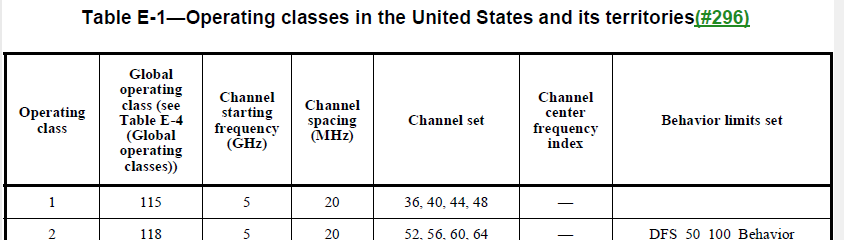 Table E-1—Operating classes in the United States and its territories(#296)
Operating
class
Global
operating
class (see
Table E-4
(Global
operating
classes))
Channel
starting
frequency
(GHz)
Channel
spacing
(MHz)
Channel set
Channel
center
frequency
index
Behavior limits set
1 115 5 20 36, 40, 44, 48 —
2 118 5 20 52, 56, 60, 64 — DFS_50_100_Behavior